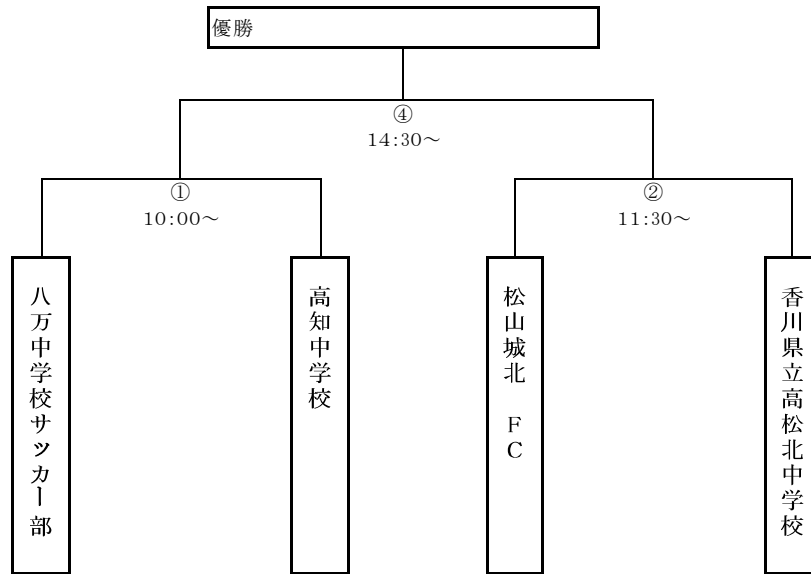 優勝
④
14:30～
①
10:00～
②
11:30～
八万中学校サッカー部
高知中学校
松山城北　FC
香川県立高松北中学校